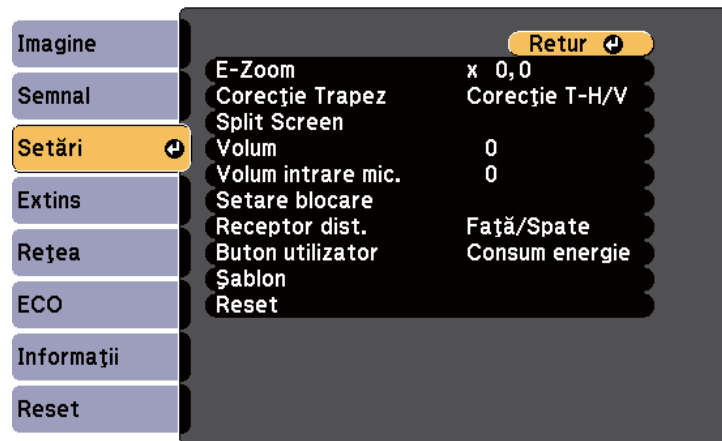 Imagine
Semnal
Setări
Extins
Reţea
ECO
Informaţii
Reset
Retur
E-Zoom x 0,0
Corecţie Trapez Corecţie T-H/V
Split Screen
Volum 0
Volum intrare mic. 0
Setare blocare
Receptor dist. Faţă/Spate
Buton utilizator Consum energie
Şablon
Reset